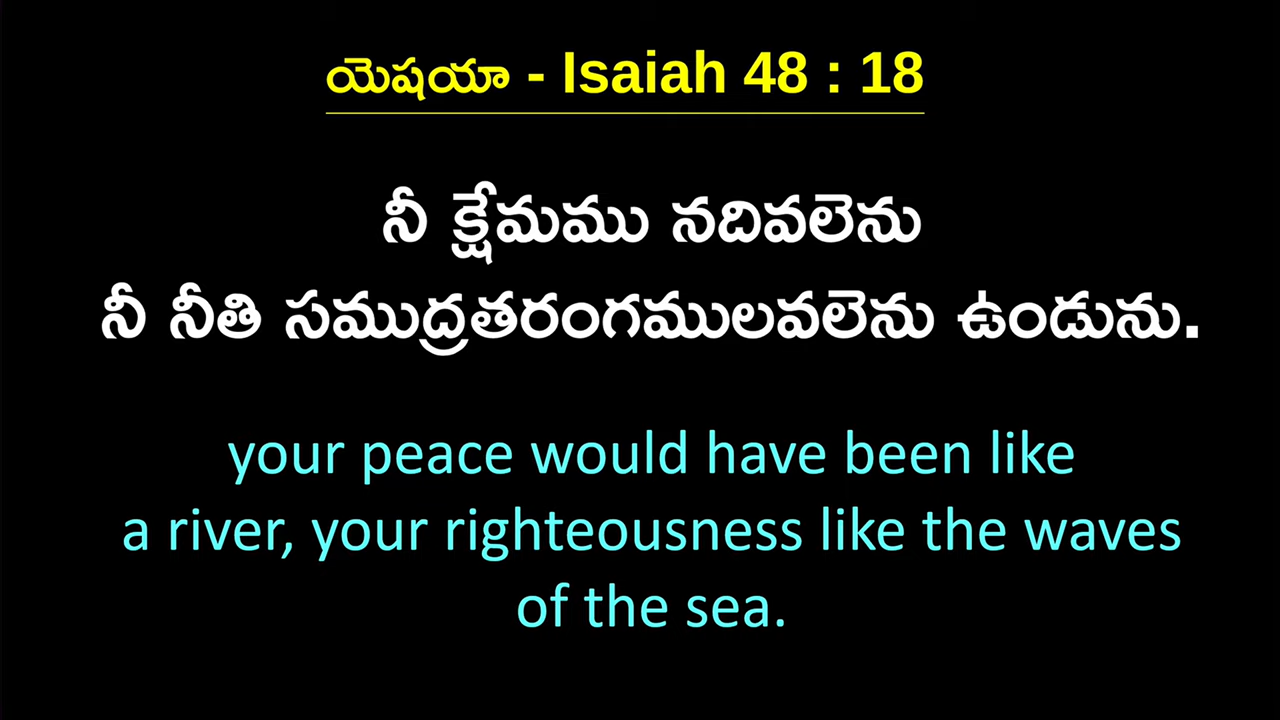 యెషయా - Isaiah 48 : 18
నీ క్షేమము నదివలెను
నీ నీతి సముద్రతరంగములవలెను ఉండును.
your peace would have been like
a river, your righteousness like the waves
of the sea.